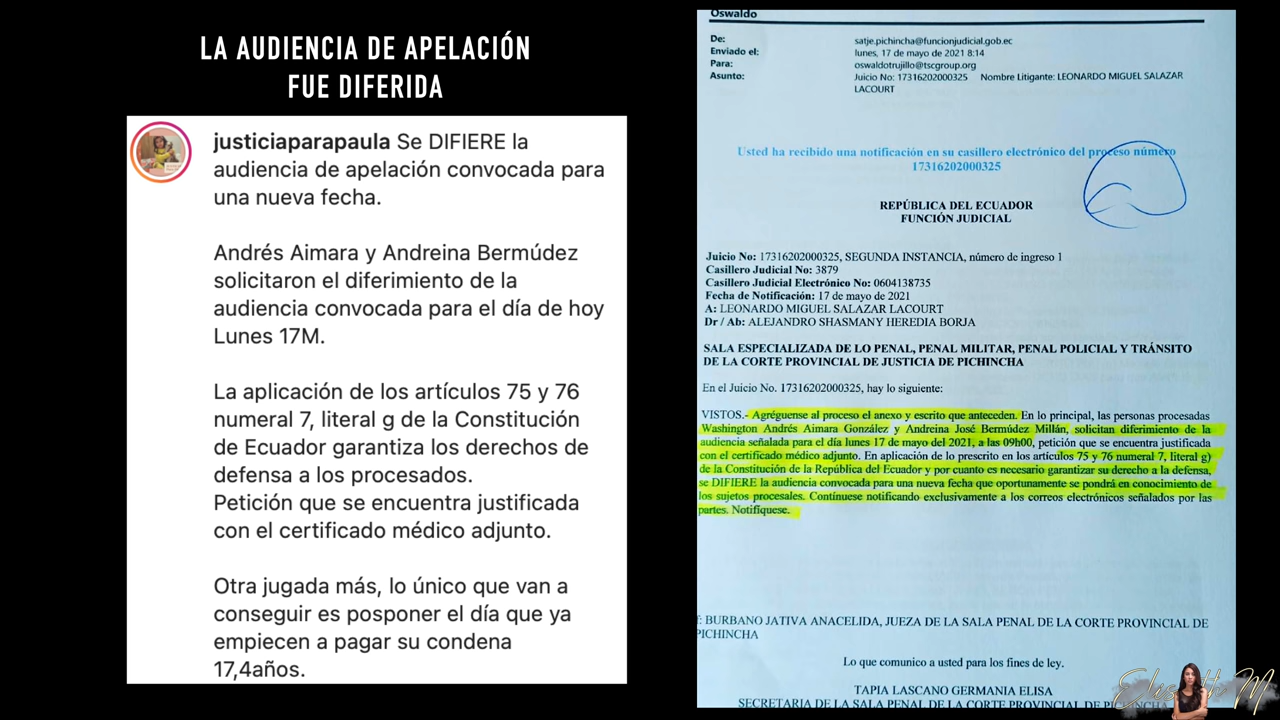 LA AUDIENCIA DE APELACIÓN
FUE DIFERIDA
justiciaparapaula Se DIFIERE la
audiencia de apelación convocada para
una nueva fecha.
Andrés Aimara y Andreina Bermúdez
solicitaron el diferimiento de la
audiencia convocada para el día de hoy
Lunes 17M.
La aplicación de los artículos 75 y 76
numeral 7, literal g de la Constitución
de Ecuador garantiza los derechos de
defensa a los procesados.
Petición que se encuentra justificada
con el certificado médico adjunto.
Otra jugada más, lo único que van a
conseguir es posponer el día que ya
empiecen a pagar su condena
17,4años.
Oswaldo
De: satje.pichincha@funcionjudicial.gob.ec
Enviado el: lunes, 17 de mayo de 2021 8:14
Para: oswaldotrujillo@tscgroup.org
Asunto: Juicio No: 17316202000325 Nombre Litigante: LEONARDO MIGUEL SALAZAR
LACOURT
Usted ha recibido una notificación en su casillero electrónico del proceso número
17316202000325
REPÚBLICA DEL ECUADOR
FUNCIÓN JUDICIAL
Juicio No: 17316202000325, SEGUNDA INSTANCIA, número de ingreso 1
Casillero Judicial No: 3879
Casillero Judicial Electrónico No: 0604138735
Fecha de Notificación: 17 de mayo de 2021
A: LEONARDO MIGUEL SALAZAR LACOURT
Dr / Ab: ALEJANDRO SHASMANY HEREDIA BORJA
SALA ESPECIALIZADA DE LO PENAL, PENAL MILITAR, PENAL POLICIAL Y TRÁNSITO
DE LA CORTE PROVINCIAL DE JUSTICIA DE PICHINCHA
En el Juicio No. 17316202000325, hay lo siguiente:
VISTOS.- Agréguense al proceso el anexo y escrito que anteceden. En lo principal, las personas procesadas
Washington Andrés Aimara González y Andreina José Bermúdez Millán, solicitan diferimiento de la
audiencia señalada para el día lunes 17 de mayo del 2021, a las 09h00, petición que se encuentra justificada
con el certificado médico adjunto. En aplicación de lo prescrito en los artículos 75 y 76 numeral 7, literal g)
de la Constitución de la República del Ecuador y por cuanto es necesario garantizar su derecho a la defensa,
se DIFIERE la audiencia convocada para una nueva fecha que oportunamente se pondrá en conocimiento de
los sujetos procesales. Contínuese notificando exclusivamente a los correos electrónicos señalados por las
partes. Notifíquese.
f: BURBANO JATIVA ANACELIDA, JUEZA DE LA SALA PENAL DE LA CORTE PROVINCIAL DE
PICHINCHA
Lo que comunico a usted para los fines de ley.
TAPIA LASCANO GERMANIA ELISA
SECRETARIA DE LA SALA PENAL DE LA CORTE PROVINCIAL DE